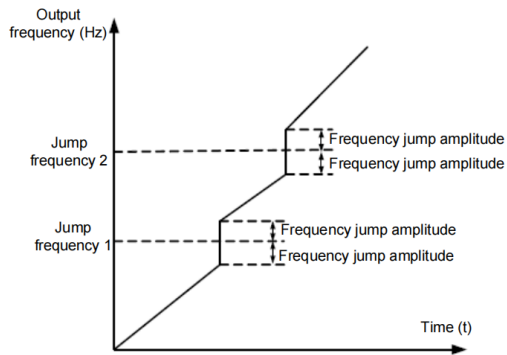 Output
frequency (Hz)
Frequency jump amplitude
Jump
frequency 2
Frequency jump amplitude
Jump
frequency 1
Frequency jump amplitude
Frequency jump amplitude
Time (t)